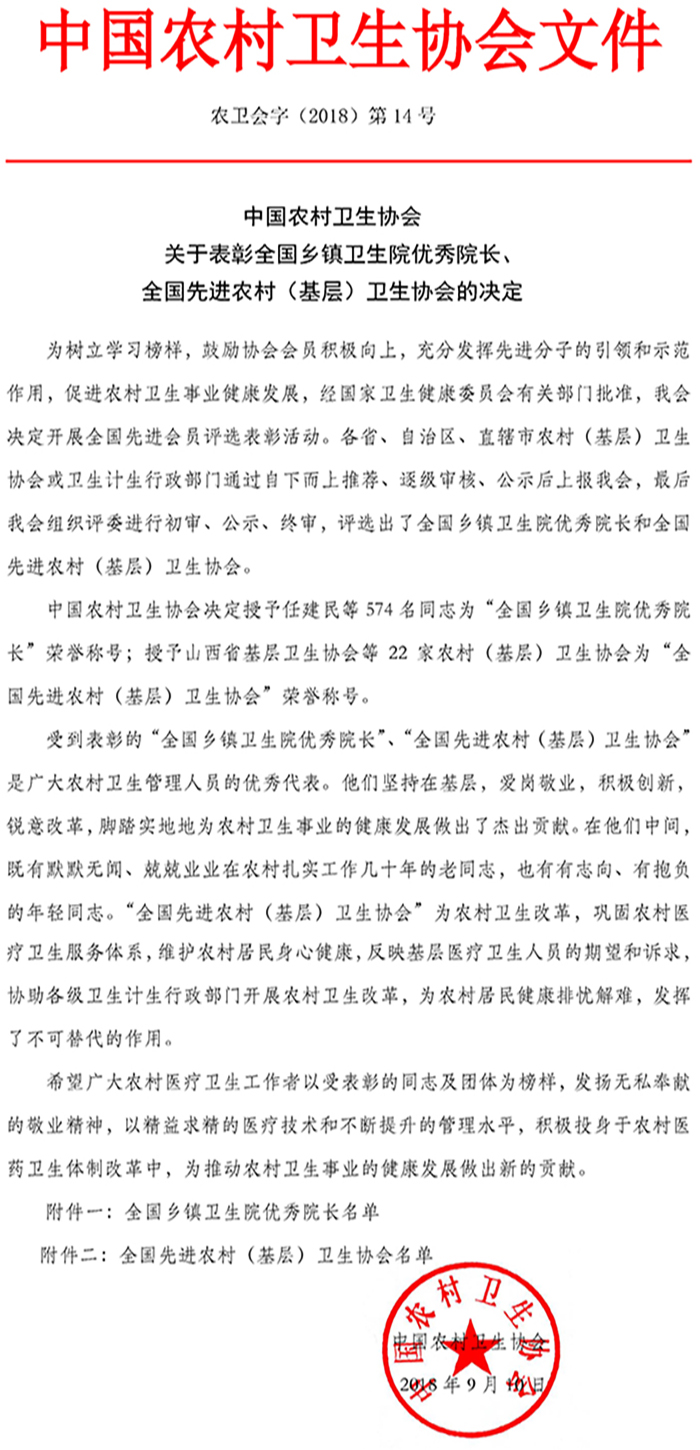 中国农村卫生协会文件
农卫会字（2018）第 14 号
中国农村卫生协会
关于表彰全国乡镇卫生院优秀院长、
全国先进农村（基层）卫生协会的决定
为树立学习榜样，鼓励协会会员积极向上，充分发挥先进分子的引领和示范
作用，促进农村卫生事业健康发展，经国家卫生健康委员会有关部门批准，我会
决定开展全国先进会员评选表彰活动。各省、自治区、直辖市农村（基层）卫生
协会或卫生计生行政部门通过自下而上推荐、逐级审核、公示后上报我会，最后
我会组织评委进行初审、公示、终审，评选出了全国乡镇卫生院优秀院长和全国
先进农村（基层）卫生协会。
中国农村卫生协会决定授予任建民等 574 名同志为“全国乡镇卫生院优秀院
长”荣誉称号；授予山西省基层卫生协会等 22 家农村（基层）卫生协会为“全
国先进农村（基层）卫生协会”荣誉称号。
受到表彰的“全国乡镇卫生院优秀院长”、“全国先进农村（基层）卫生协会”
是广大农村卫生管理人员的优秀代表。他们坚持在基层，爱岗敬业，积极创新，
锐意改革，脚踏实地地为农村卫生事业的健康发展做出了杰出贡献。在他们中间，
既有默默无闻、兢兢业业在农村扎实工作几十年的老同志，也有有志向、有抱负
的年轻同志。“全国先进农村（基层）卫生协会”为农村卫生改革，巩固农村医
疗卫生服务体系，维护农村居民身心健康，反映基层医疗卫生人员的期望和诉求，
协助各级卫生计生行政部门开展农村卫生改革，为农村居民健康排忧解难，发挥
了不可替代的作用。
希望广大农村医疗卫生工作者以受表彰的同志及团体为榜样，发扬无私奉献
的敬业精神，以精益求精的医疗技术和不断提升的管理水平，积极投身于农村医
药卫生体制改革中，为推动农村卫生事业的健康发展做出新的贡献。
附件一：全国乡镇卫生院优秀院长名单
附件二：全国先进农村（基层）卫生协会名单
中国农村卫生协会
中国农村卫生协会
2018 年 9 月 10 日